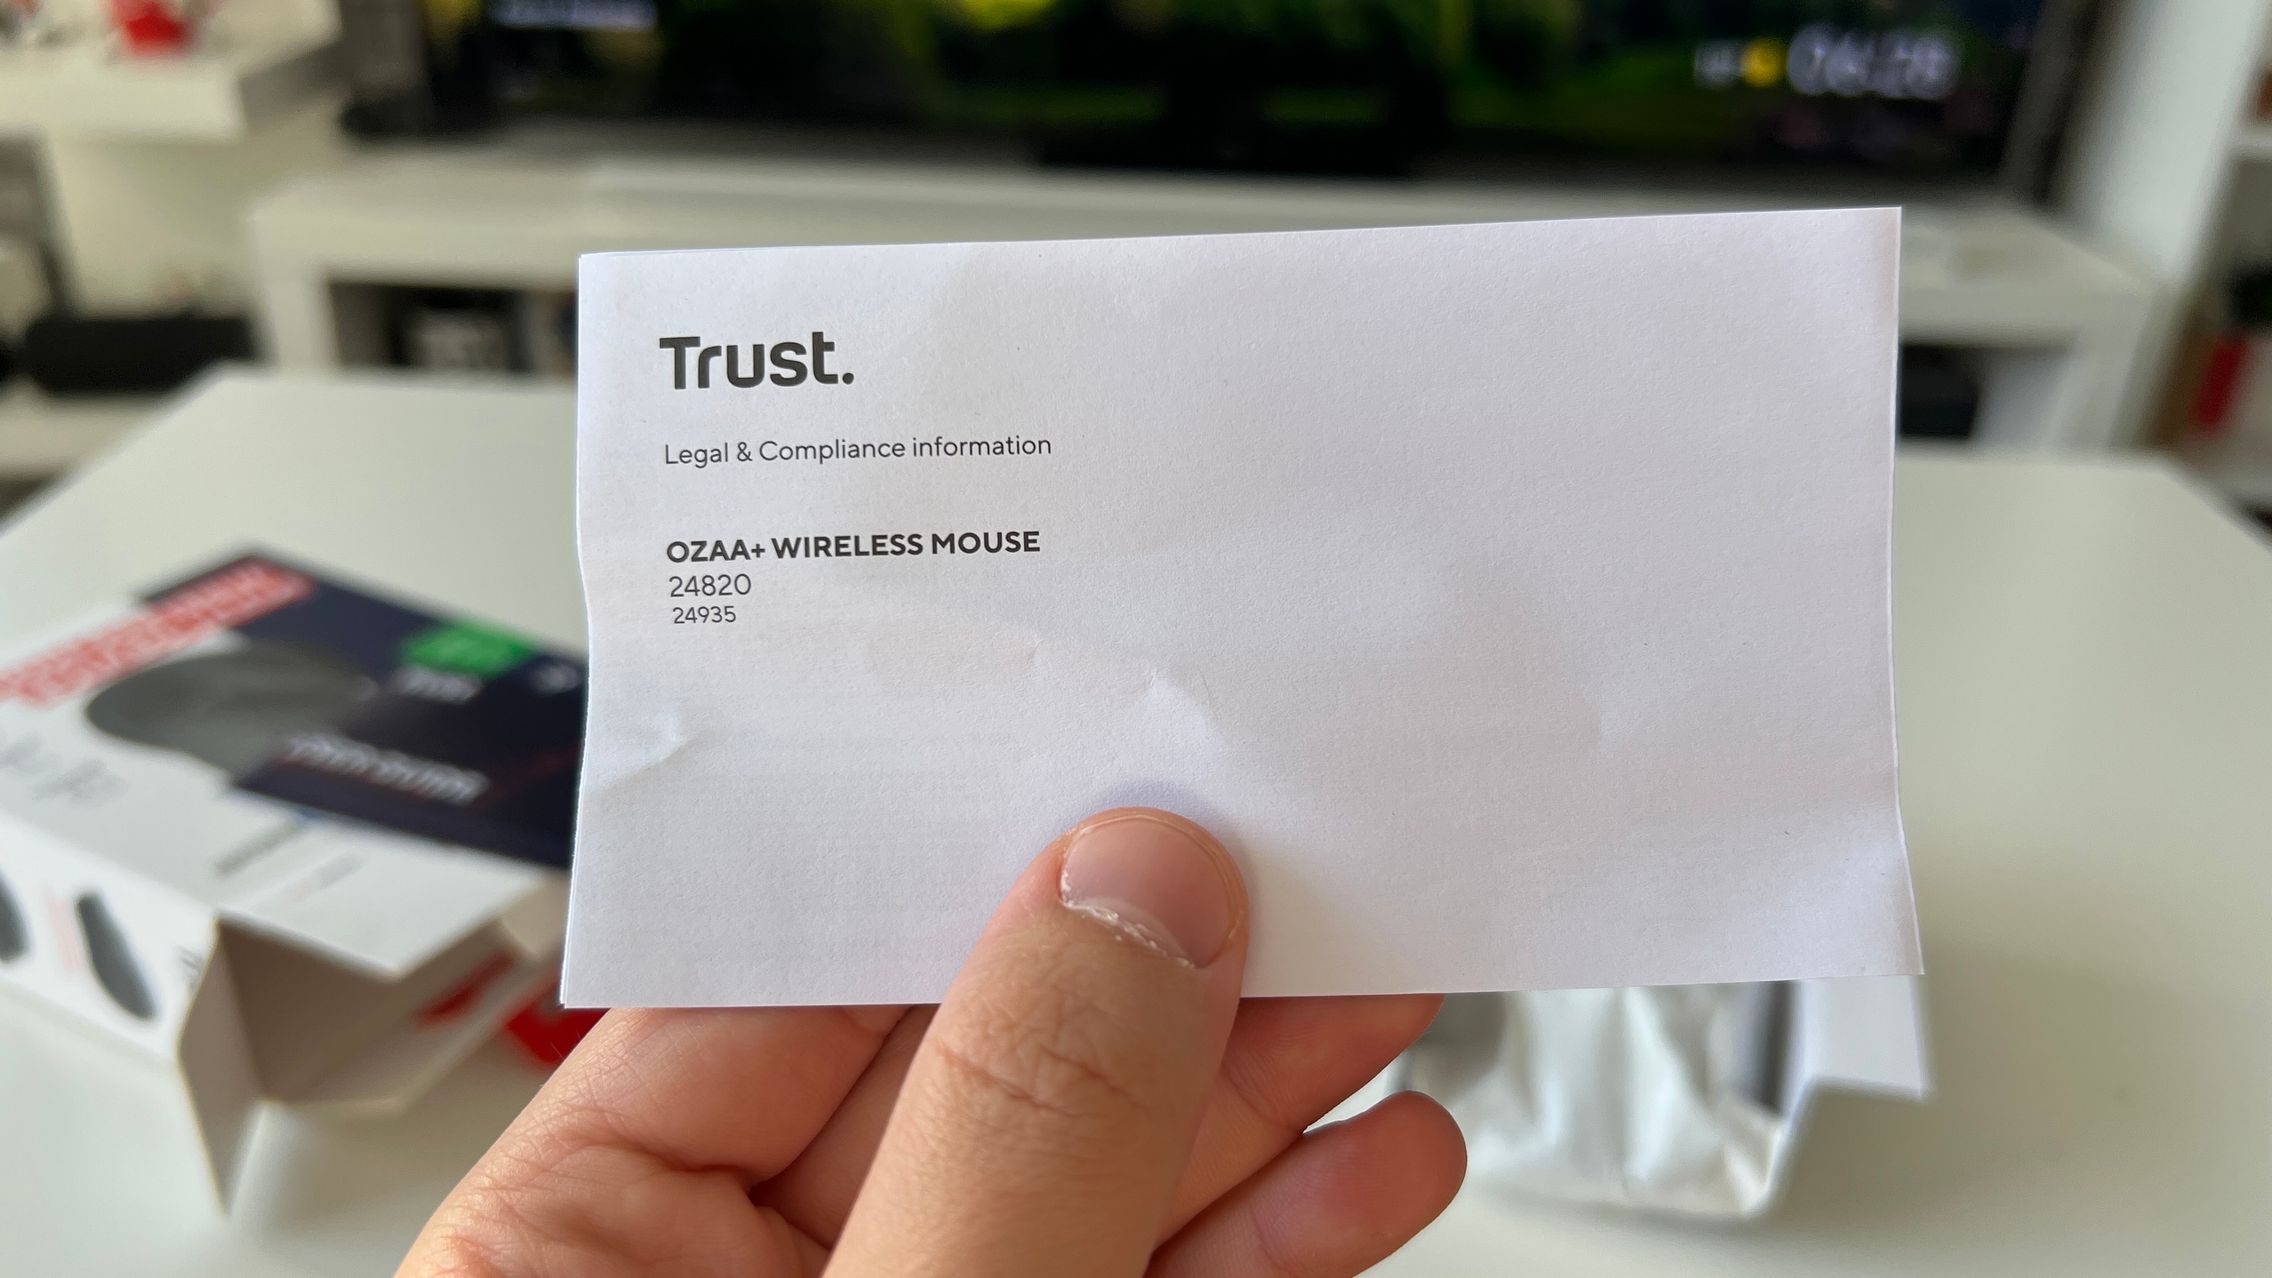 Trust.
Legal & Compliance information
OZAA+ WIRELESS MOUSE
24820
24935